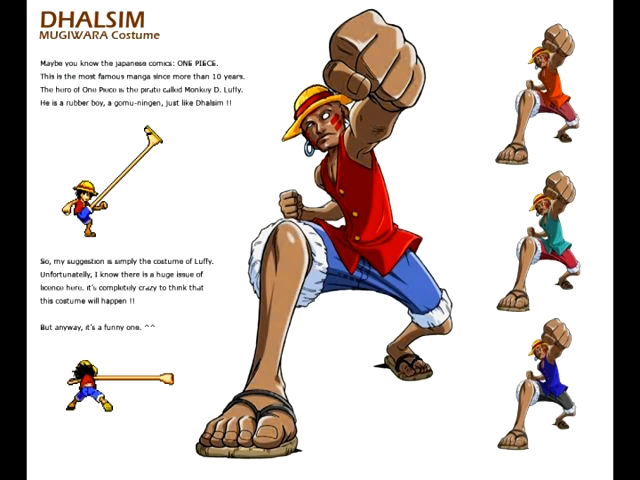 DHALSIM
MUGIWARA Costume
Maybe you know the japanese comics: ONE PIECE.
This is the most famous manga since more than 10 years.
The hero of One Piece is the pirate called Monkey D. Luffy.
He is a rubber boy, a gomu-ningen, just like Dhalsim !!
So, my suggestion is simply the costume of Luffy.
Unfortunatelly, I know there is a huge issue of
licence here. it's completely crazy to think that
this costume will happen !!
But anyway, it's a funny one. ^^